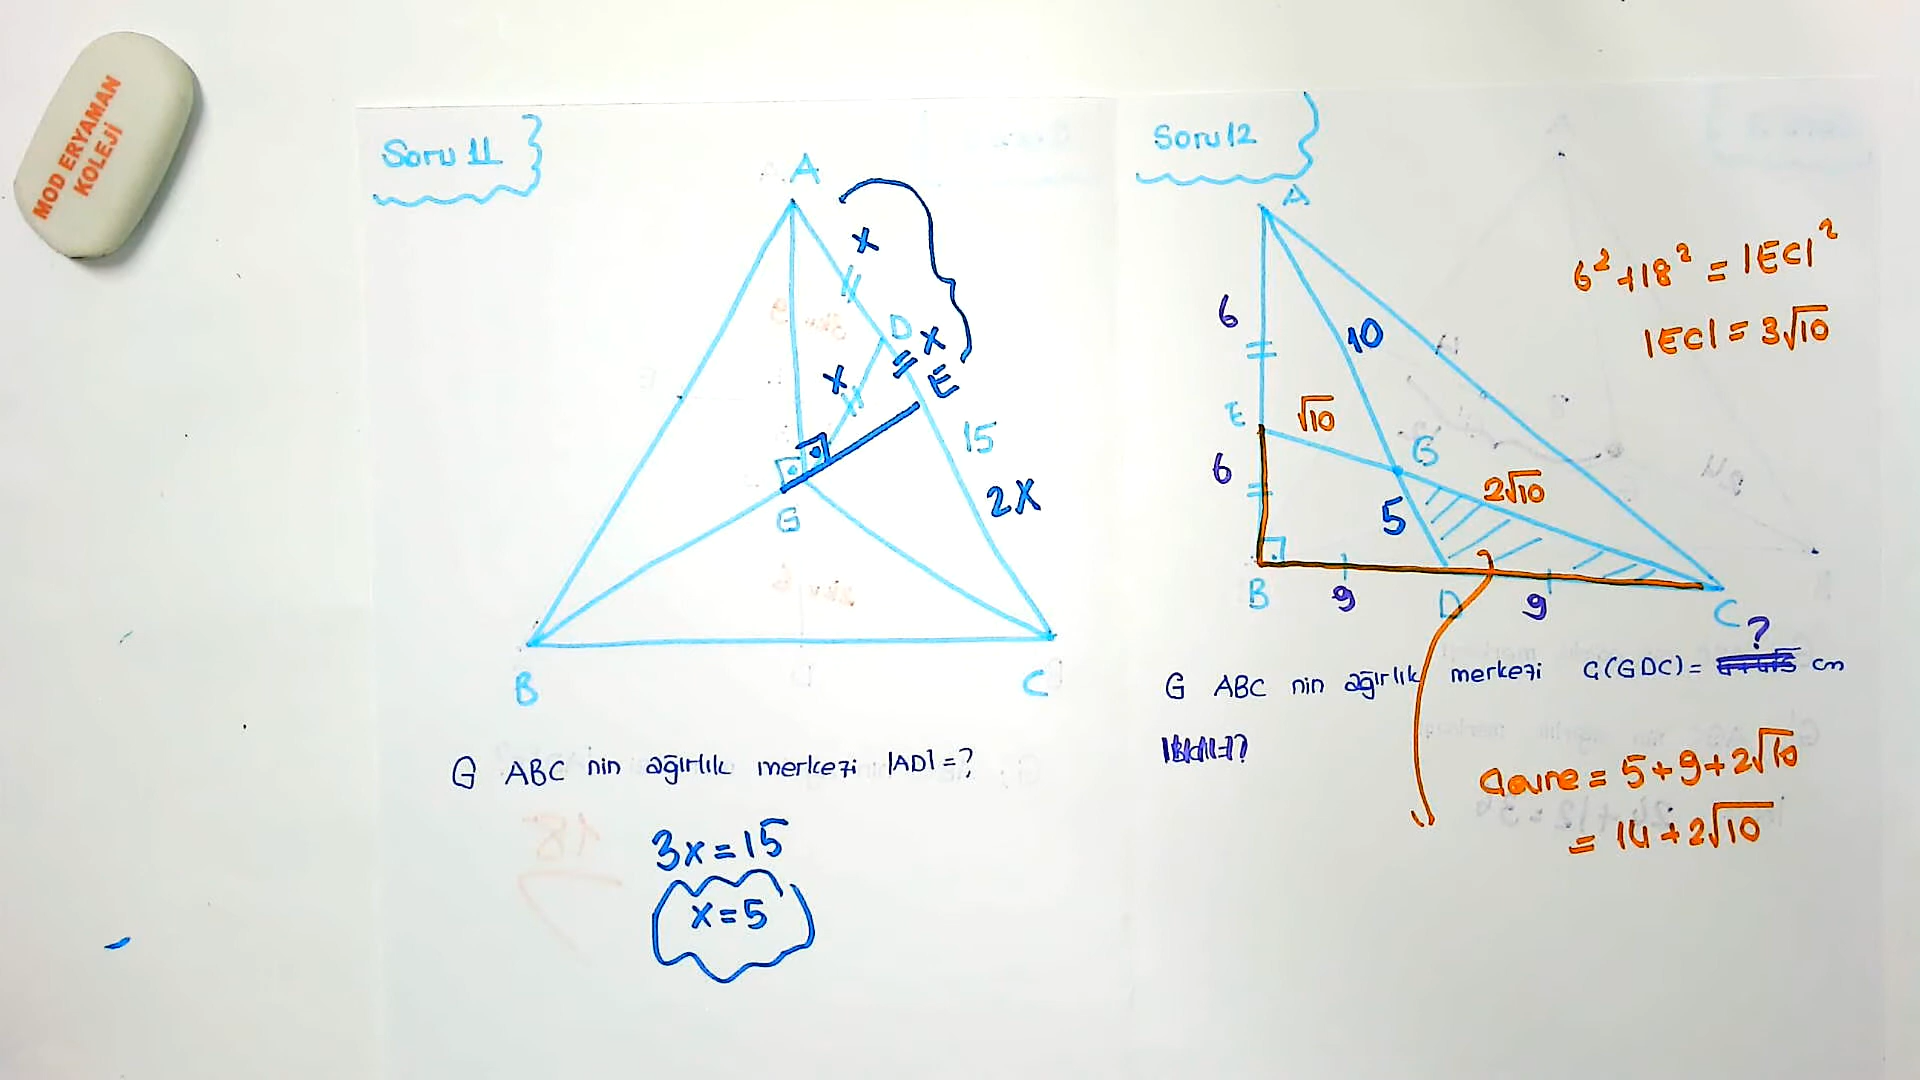 MOD ERYAMAN
KOLEJİ
Soru 11
A
x
D
x
x
E
15
2x
G
B
C
G ABC nin ağırlık merkezi |AD|=?
3x=15
x=5
Soru 12
A
6
10
E
√10
G
6
5
2√10
B
9
D
9
C
6²+18²=|EC|²
|EC|=3√10
?
G ABC nin ağırlık merkezi Ç(GDC)= cm
Çevre=5+9+2√10
=14+2√10